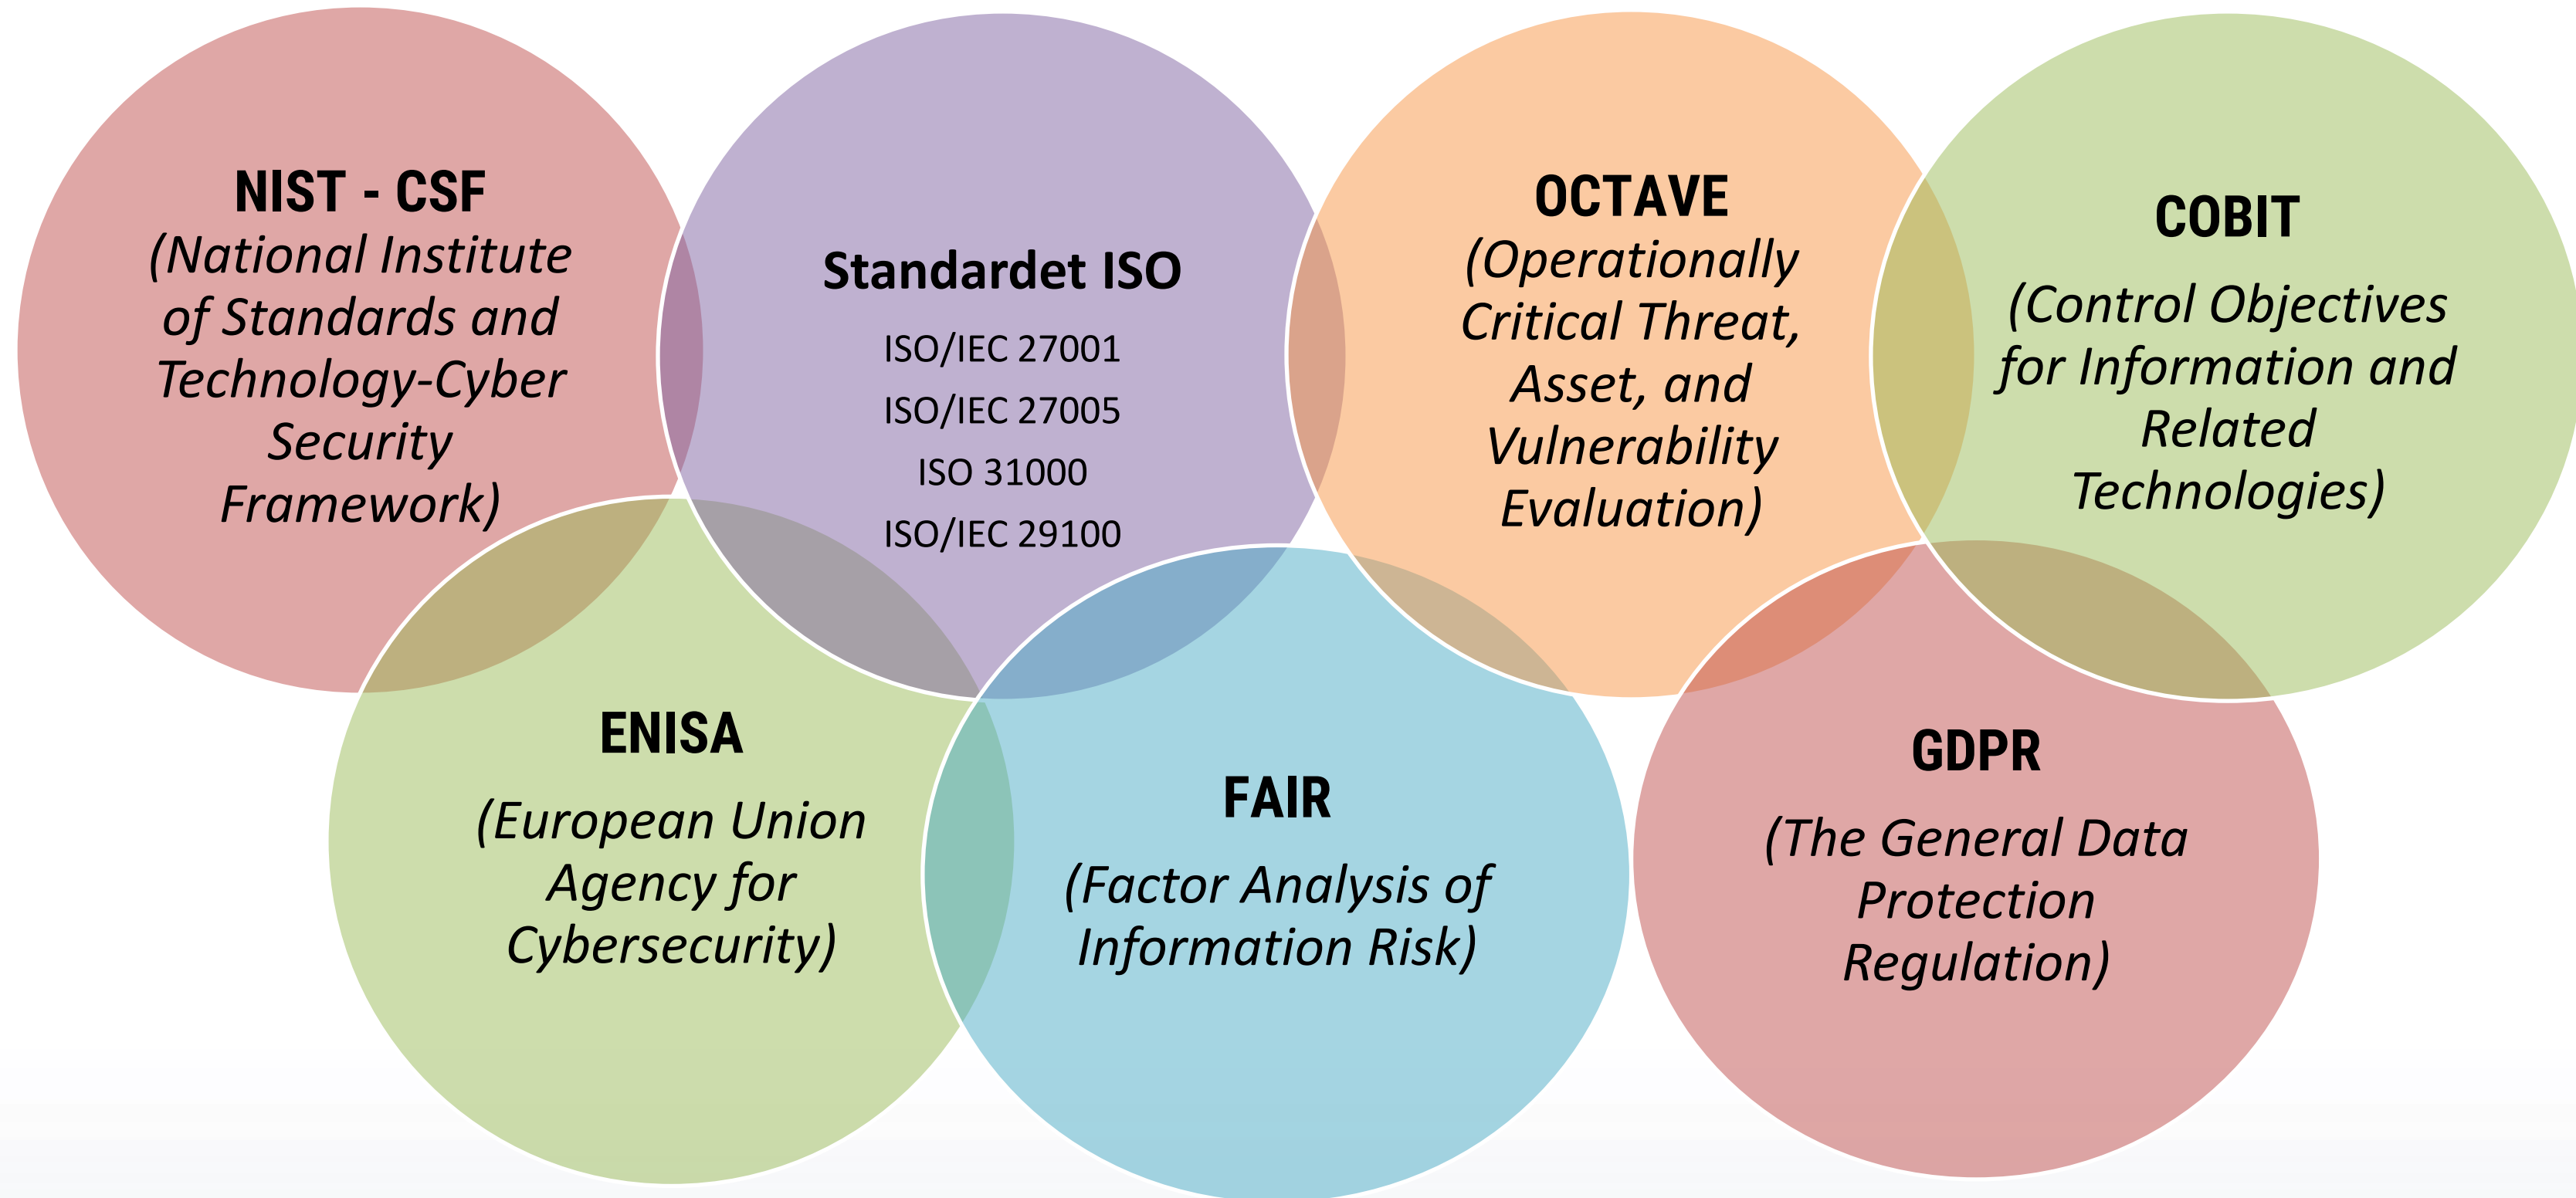 NIST - CSF
(National Institute
of Standards and
Technology-Cyber
Security
Framework)
Standardet ISO
ISO/IEC 27001
ISO/IEC 27005
ISO 31000
ISO/IEC 29100
OCTAVE
(Operationally
Critical Threat,
Asset, and
Vulnerability
Evaluation)
COBIT
(Control Objectives
for Information and
Related
Technologies)
ENISA
(European Union
Agency for
Cybersecurity)
FAIR
(Factor Analysis of
Information Risk)
GDPR
(The General Data
Protection
Regulation)